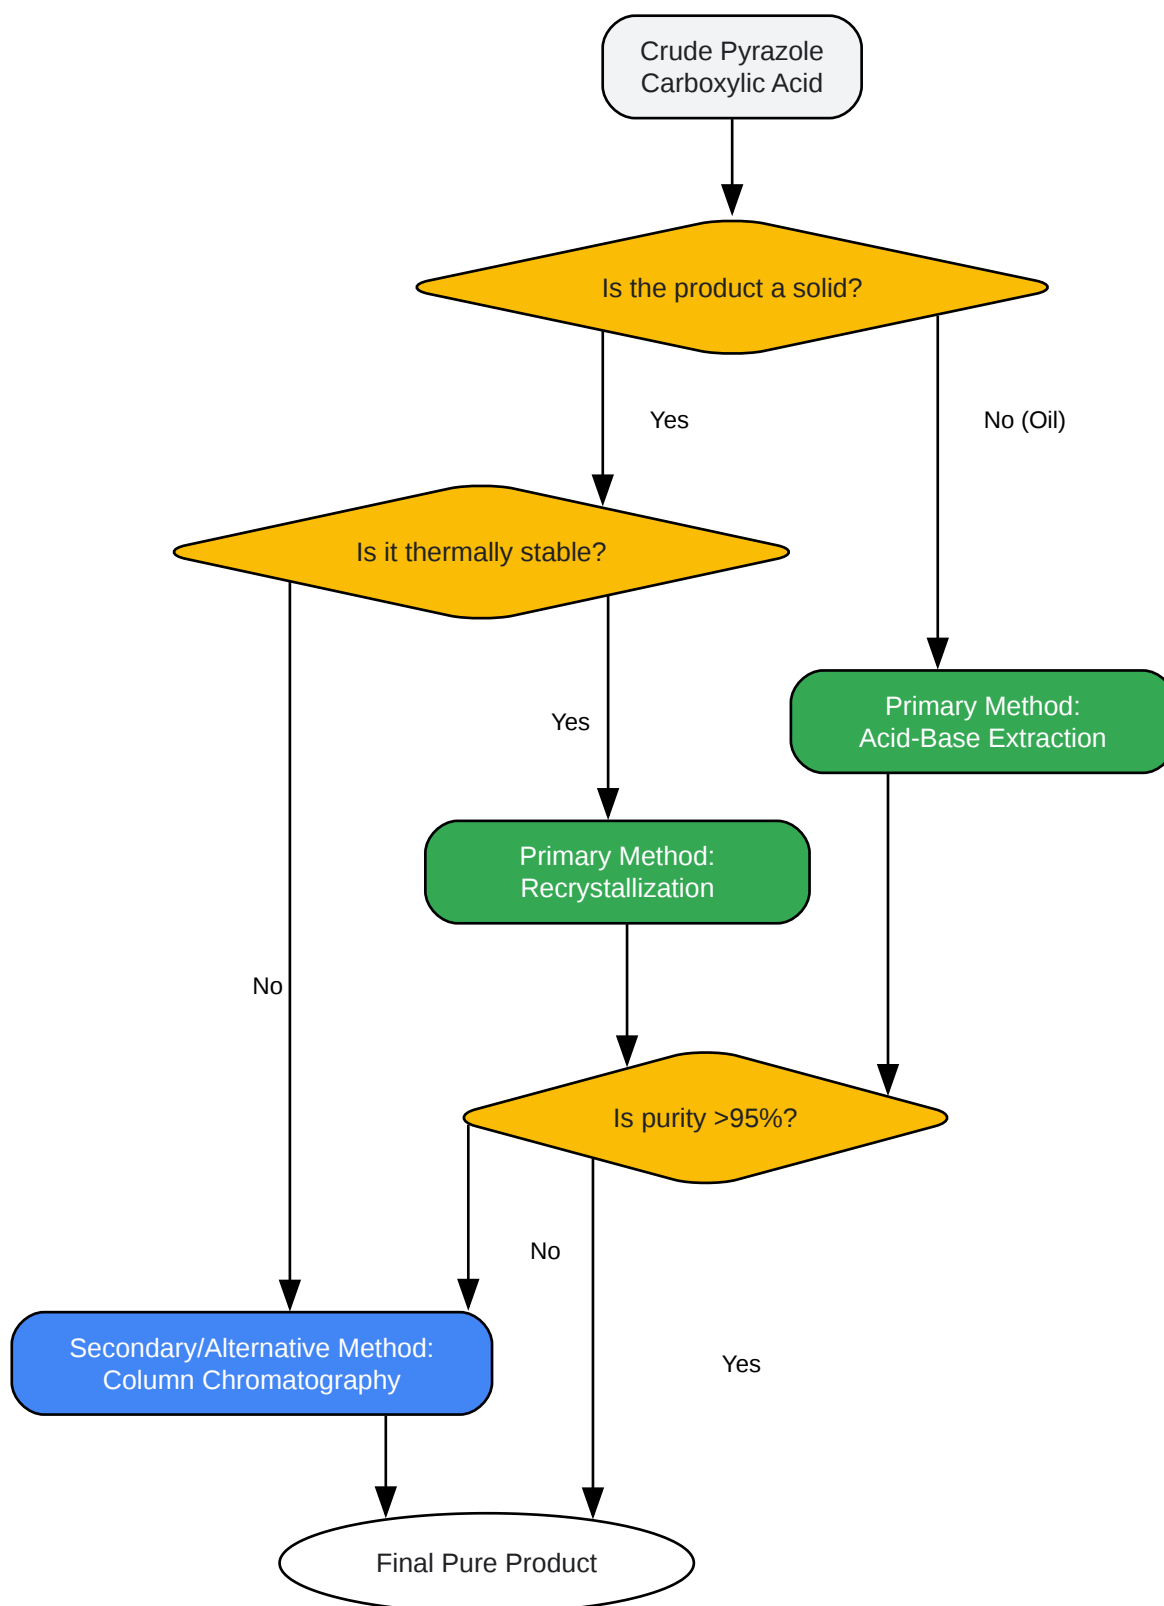 Crude Pyrazole
Carboxylic Acid
Is the product a solid?
Yes
No (Oil)
Is it thermally stable?
Primary Method:
Acid-Base Extraction
Yes
Primary Method:
Recrystallization
No
Is purity >95%?
No
Secondary/Alternative Method:
Column Chromatography
Yes
Final Pure Product